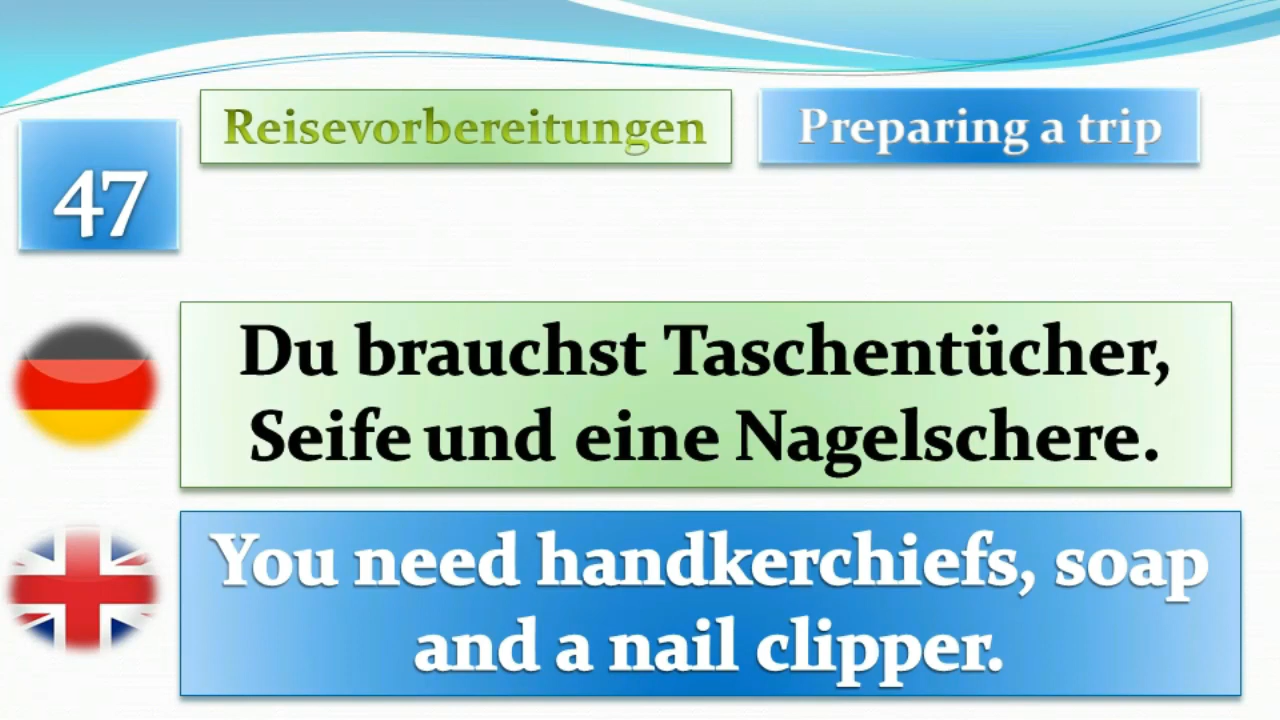 Reisevorbereitungen
Preparing a trip
47
Du brauchst Taschentücher,
Seife und eine Nagelschere.
You need handkerchiefs, soap
and a nail clipper.